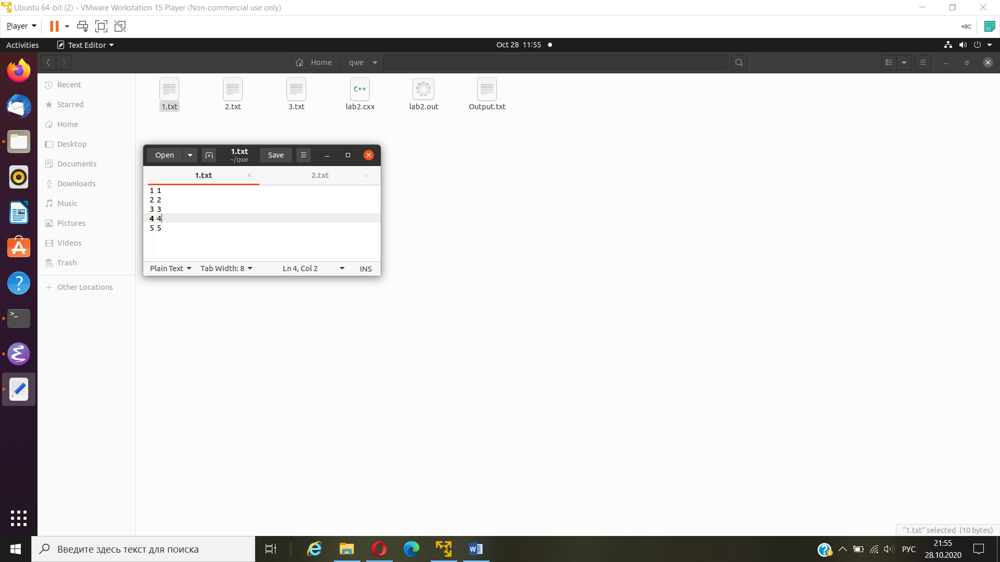 Ubuntu 64-bit (2) - VMware Workstation 15 Player (Non-commercial use only)
Player
Activities
Text Editor
Oct 28 11:55
Home
qwe
Recent
Starred
Home
Desktop
Documents
Downloads
Music
Pictures
Videos
Trash
Other Locations
1.txt
2.txt
3.txt
C++
lab2.cxx
lab2.out
Output.txt
Open
1.txt
~/qwe
Save
1.txt
2.txt
1 1
2 2
3 3
4 4
5 5
Plain Text
Tab Width: 8
Ln 4, Col 2
INS
"1.txt" selected (10 bytes)
Введите здесь текст для поиска
РУС
21:55
28.10.2020